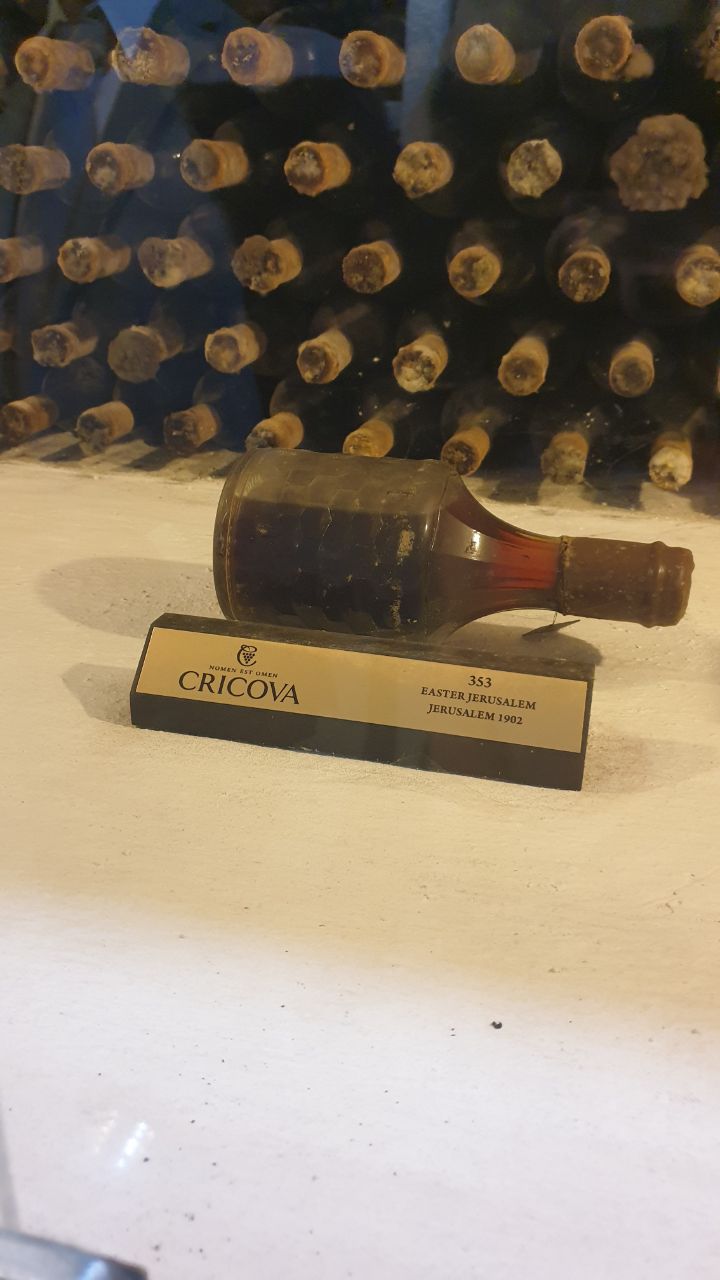 NOMEN EST OMEN
CRICOVA
353
EASTER JERUSALEM
JERUSALEM 1902